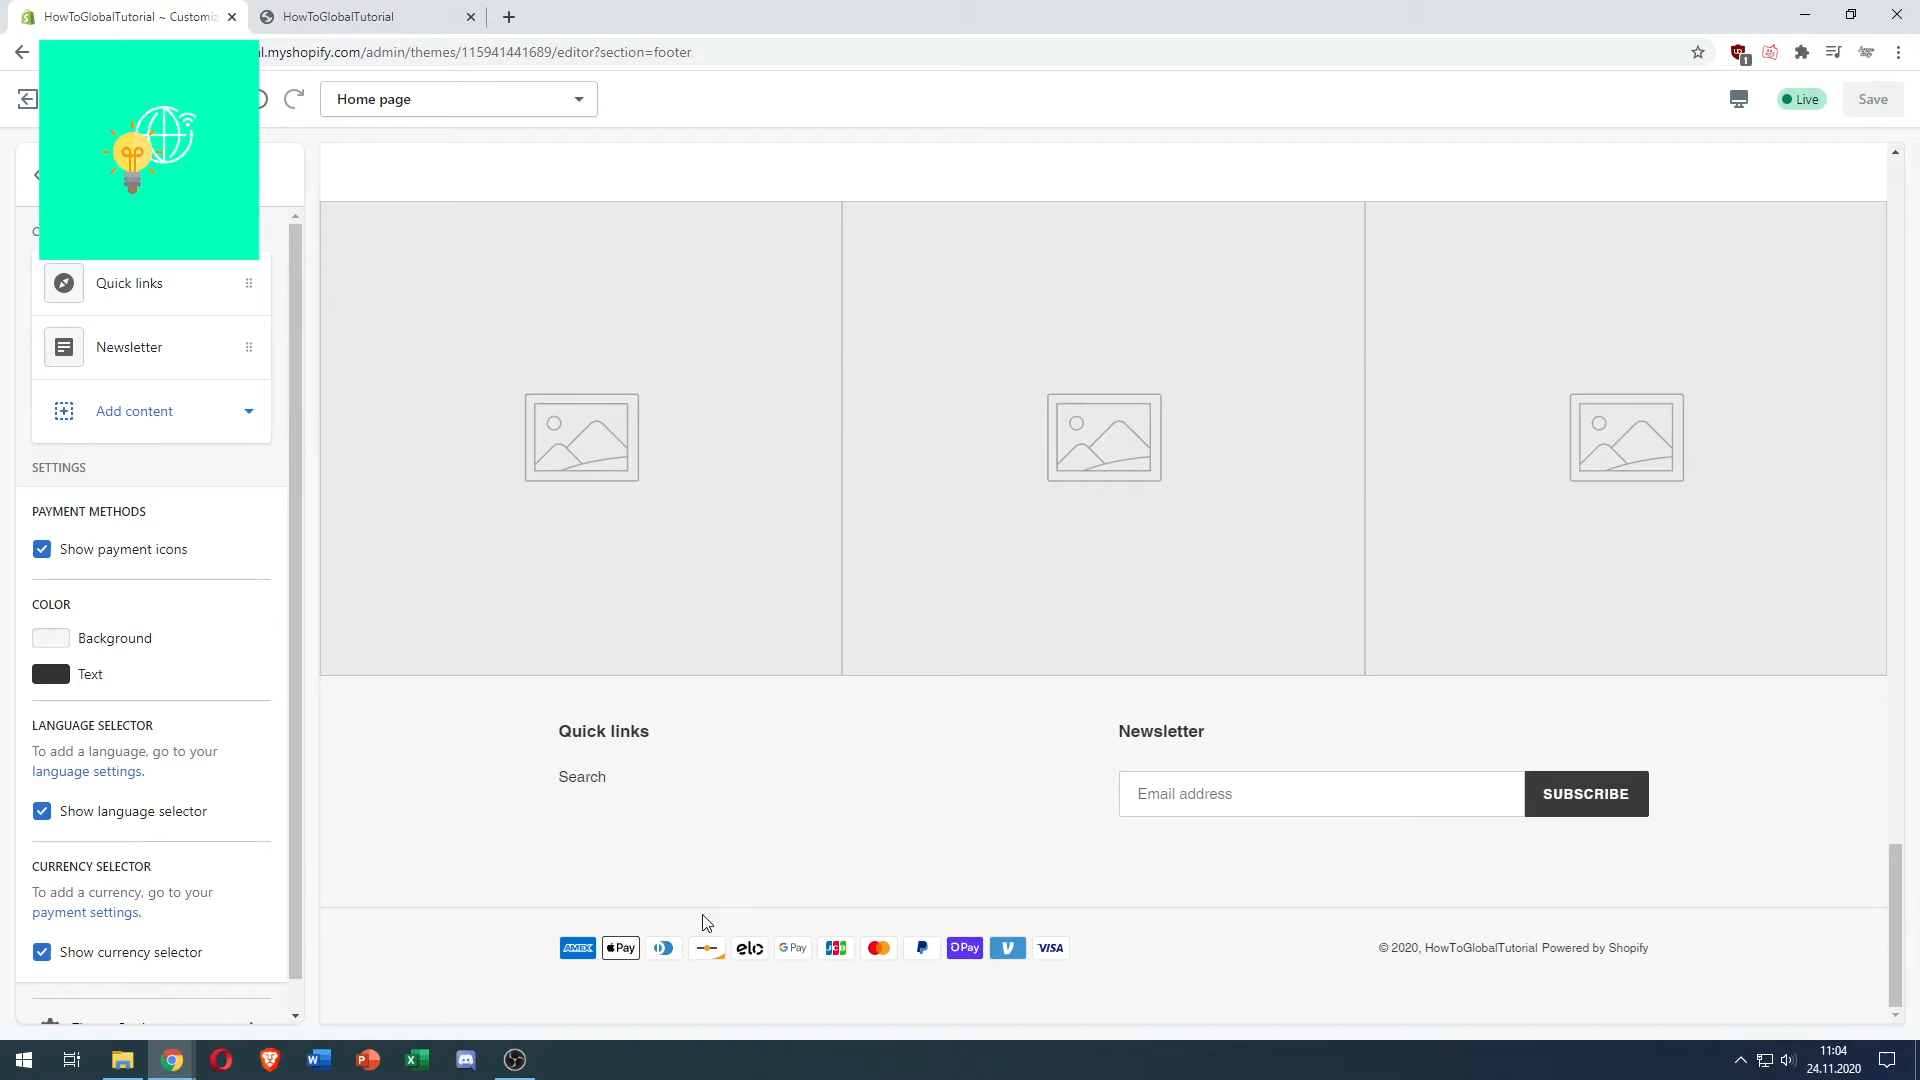 HowToGlobalTutorial ~ Customiz
HowToGlobalTutorial
l.myshopify.com/admin/themes/115941441689/editor?section=footer
1
Home page
Live
Save
Quick links
Newsletter
Add content
SETTINGS
PAYMENT METHODS
Show payment icons
COLOR
Background
Text
LANGUAGE SELECTOR
To add a language, go to your
language settings.
Show language selector
CURRENCY SELECTOR
To add a currency, go to your
payment settings.
Show currency selector
Quick links
Search
Newsletter
Email address
SUBSCRIBE
AMEX Pay elo G Pay JCB Pay VISA
© 2020, HowToGlobalTutorial Powered by Shopify
11:04
24.11.2020